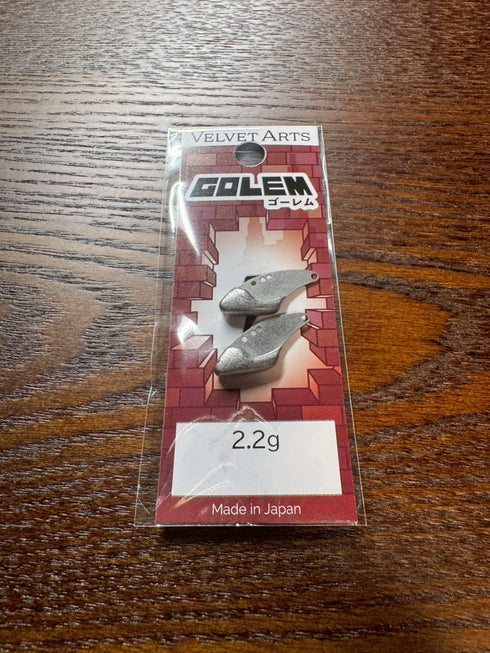 VELVET ARTS
GOLEM
ゴーレム
2.2g
Made in Japan